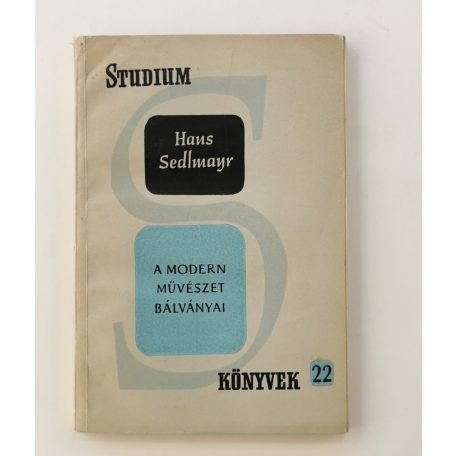 STUDIUM
Hans
Sedlmayr
A MODERN
MŰVÉSZET
BÁLVÁNYAI
KÖNYVEK 22